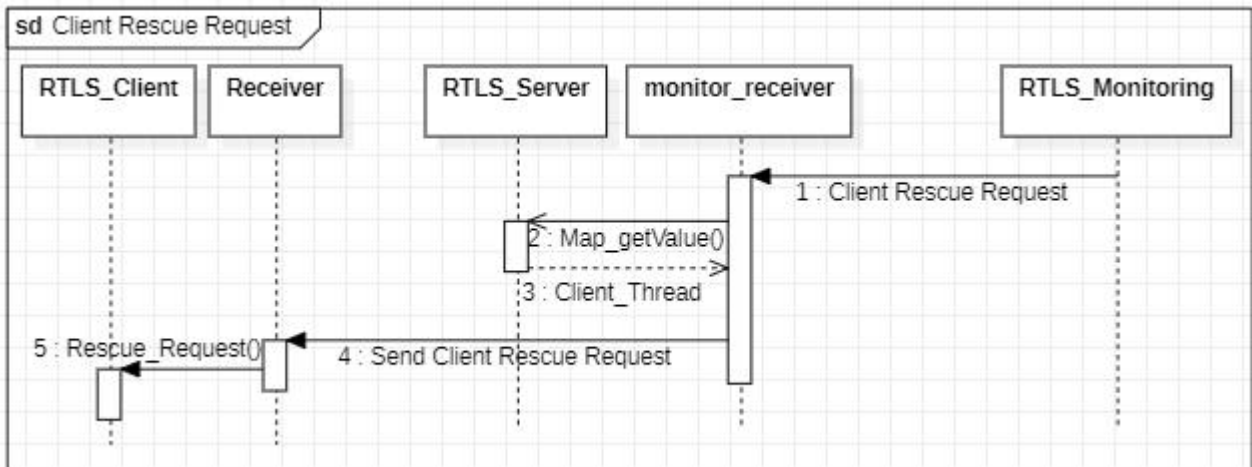 sd Client Rescue Request
RTLS_Client
Receiver
RTLS_Server
monitor_receiver
RTLS_Monitoring
1 : Client Rescue Request
2 : Map_getValue()
3 : Client_Thread
5 : Rescue_Request()
4 : Send Client Rescue Request